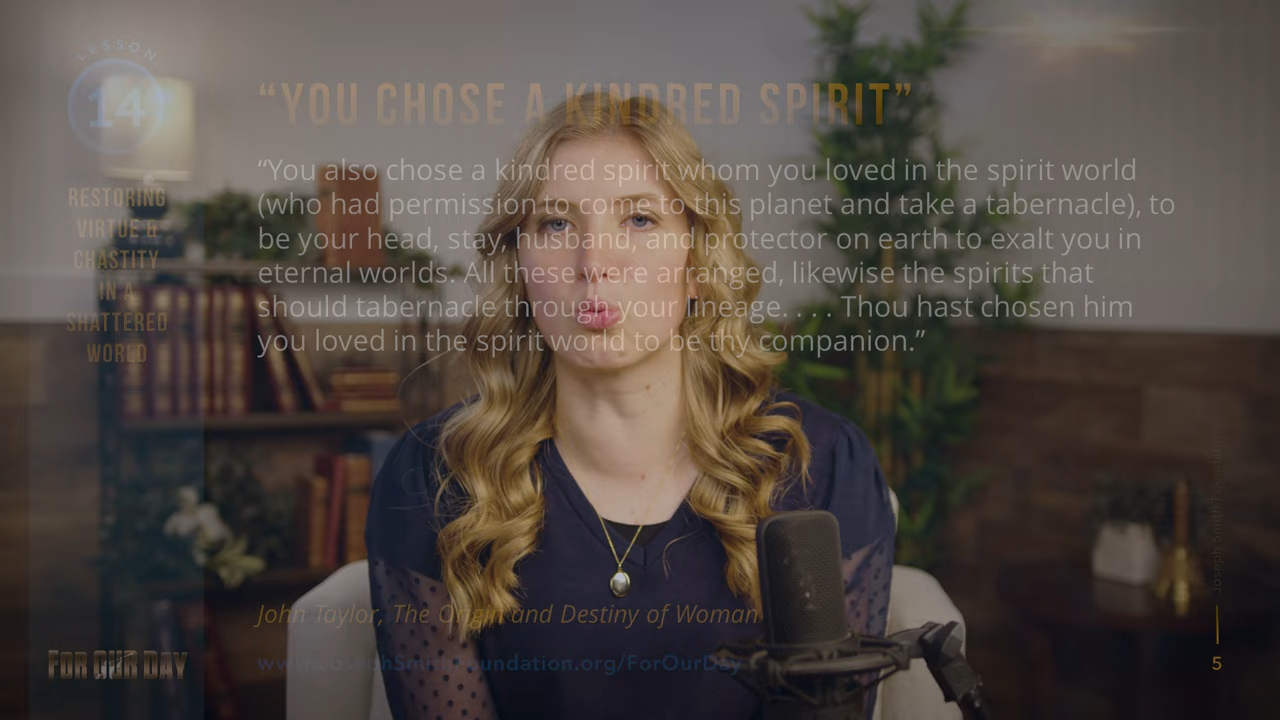 LESSON
14
RESTORING
VIRTUE &
CHASTITY
IN A
SHATTERED
WORLD
“YOU CHOSE A KINDRED SPIRIT”
“You also chose a kindred spirit whom you loved in the spirit world
(who had permission to come to this planet and take a tabernacle), to
be your head, stay, husband, and protector on earth to exalt you in
eternal worlds. All these were arranged, likewise the spirits that
should tabernacle through your lineage. . . . Thou hast chosen him
you loved in the spirit world to be thy companion.”
John Taylor, The Origin and Destiny of Woman
www.JosephSmithFoundation.org/ForOurDay
FOR OUR DAY
Joseph Smith Foundation
5